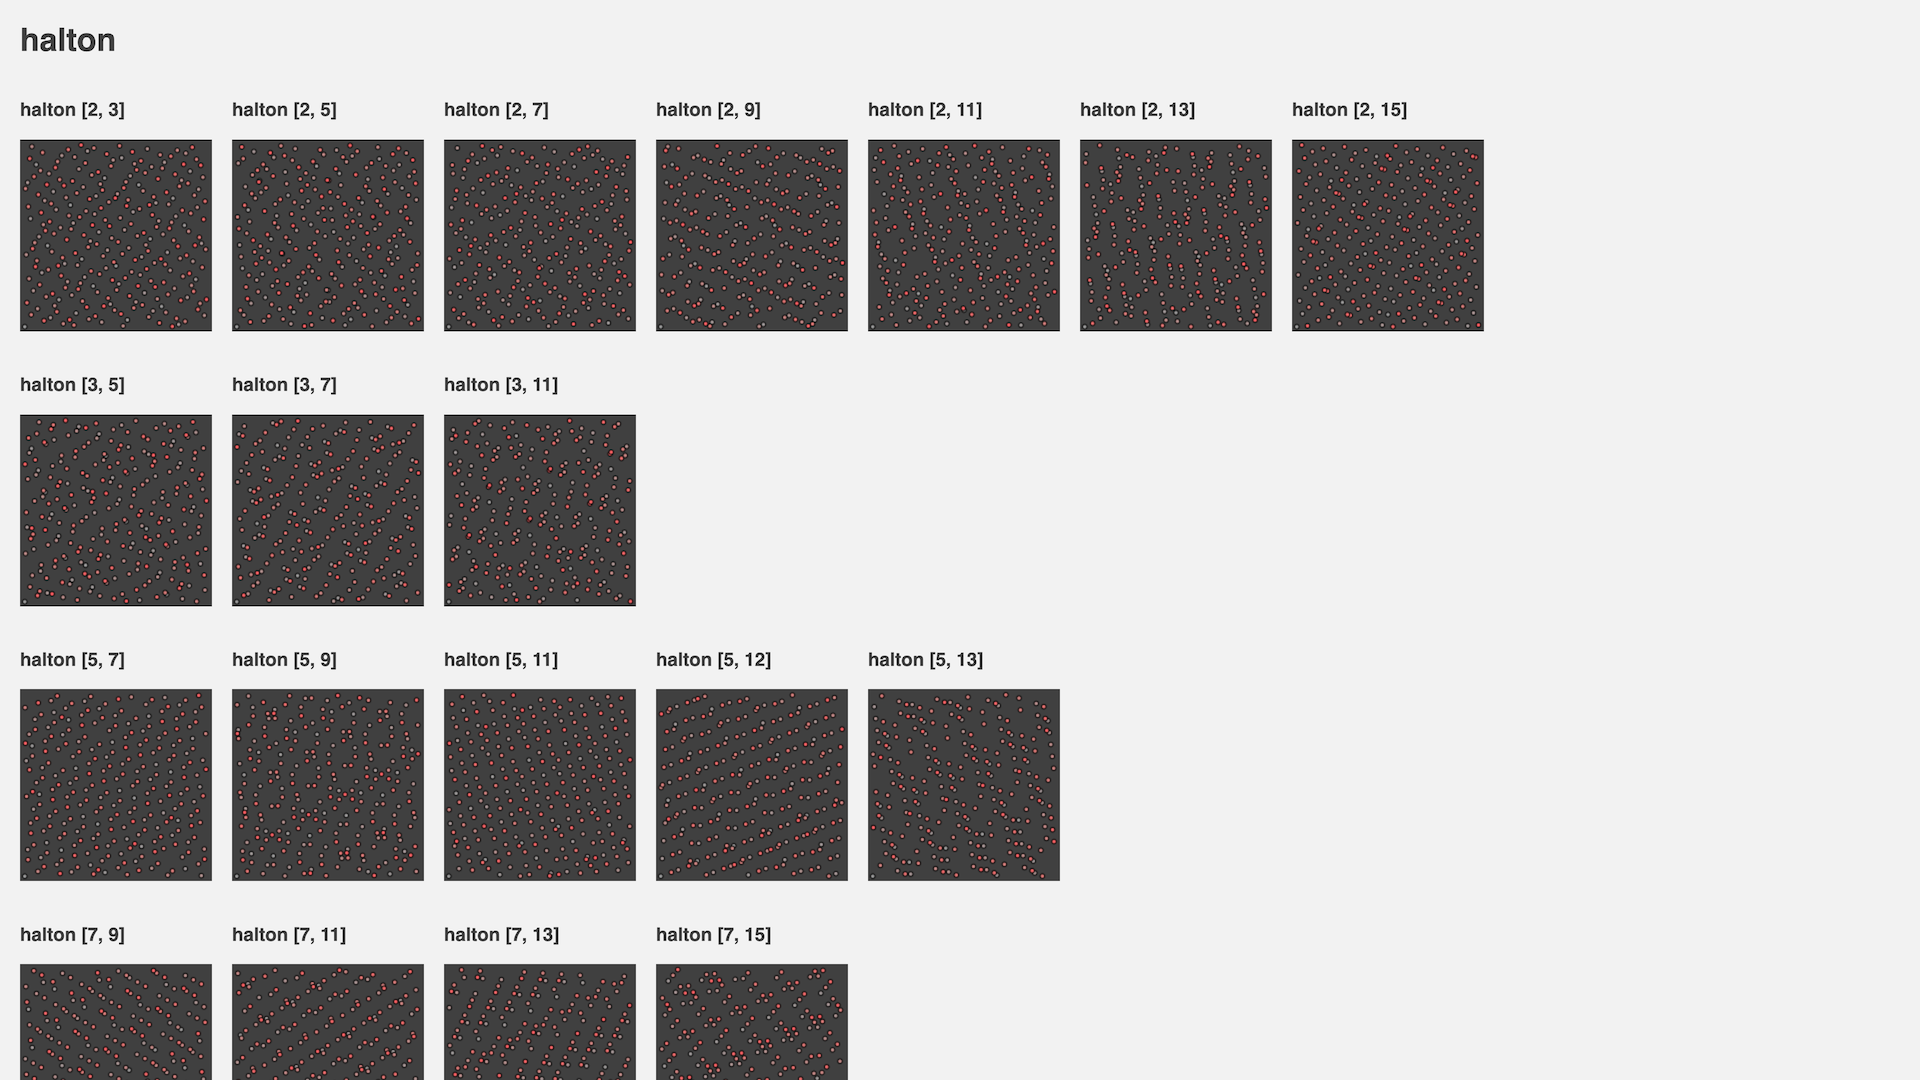 halton
halton [2, 3]
halton [2, 5]
halton [2, 7]
halton [2, 9]
halton [2, 11]
halton [2, 13]
halton [2, 15]
halton [3, 5]
halton [3, 7]
halton [3, 11]
halton [5, 7]
halton [5, 9]
halton [5, 11]
halton [5, 12]
halton [5, 13]
halton [7, 9]
halton [7, 11]
halton [7, 13]
halton [7, 15]